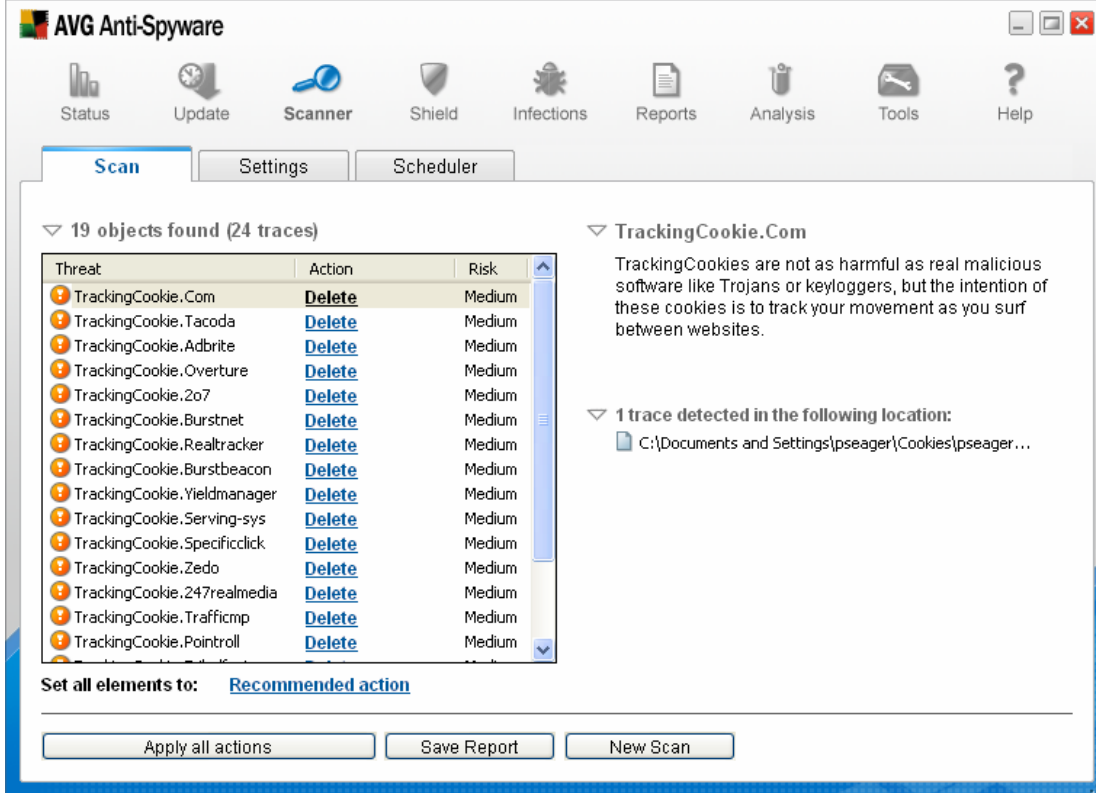 AVG Anti-Spyware
Status Update Scanner Shield Infections Reports Analysis Tools Help
Scan Settings Scheduler
19 objects found (24 traces)
Threat Action Risk
TrackingCookie.Com Delete Medium
TrackingCookie.Tacoda Delete Medium
TrackingCookie.Adbrite Delete Medium
TrackingCookie.Overture Delete Medium
TrackingCookie.2o7 Delete Medium
TrackingCookie.Burstnet Delete Medium
TrackingCookie.Realtracker Delete Medium
TrackingCookie.Burstbeacon Delete Medium
TrackingCookie.Yieldmanager Delete Medium
TrackingCookie.Serving-sys Delete Medium
TrackingCookie.Specificclick Delete Medium
TrackingCookie.Zedo Delete Medium
TrackingCookie.247realmedia Delete Medium
TrackingCookie.Trafficmp Delete Medium
TrackingCookie.Pointroll Delete Medium
Set all elements to: Recommended action
Apply all actions Save Report New Scan
TrackingCookie.Com
TrackingCookies are not as harmful as real malicious
software like Trojans or keyloggers, but the intention of
these cookies is to track your movement as you surf
between websites.
1 trace detected in the following location:
C:\Documents and Settings\pseager\Cookies\pseager...